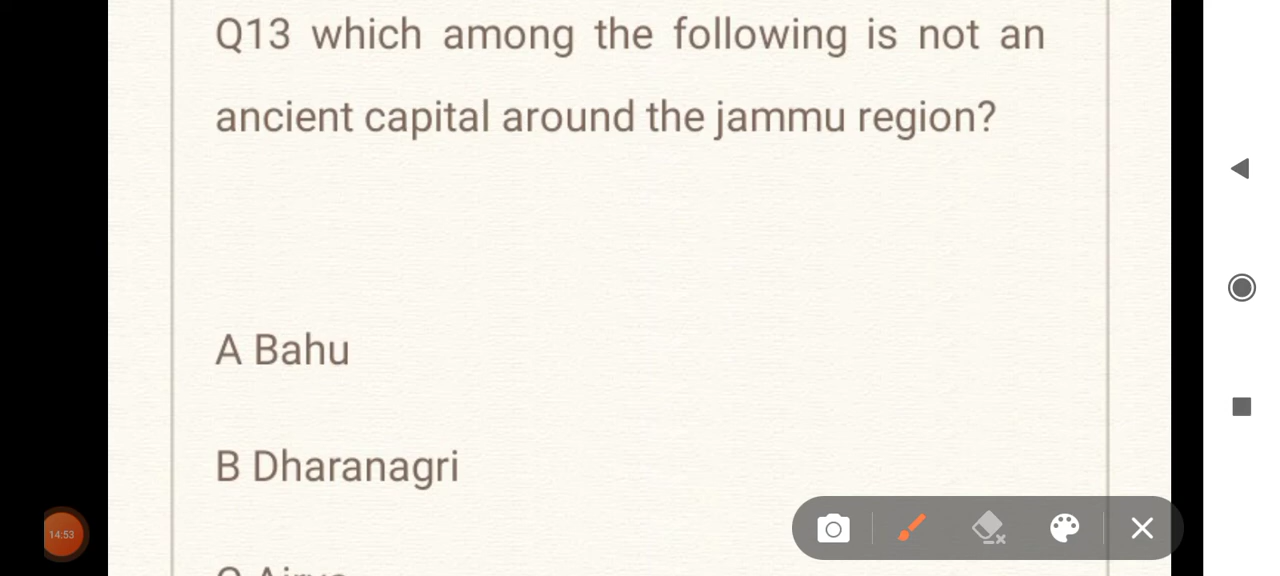 Q13 which among the following is not an
ancient capital around the jammu region?
A Bahu
B Dharanagri
14:53